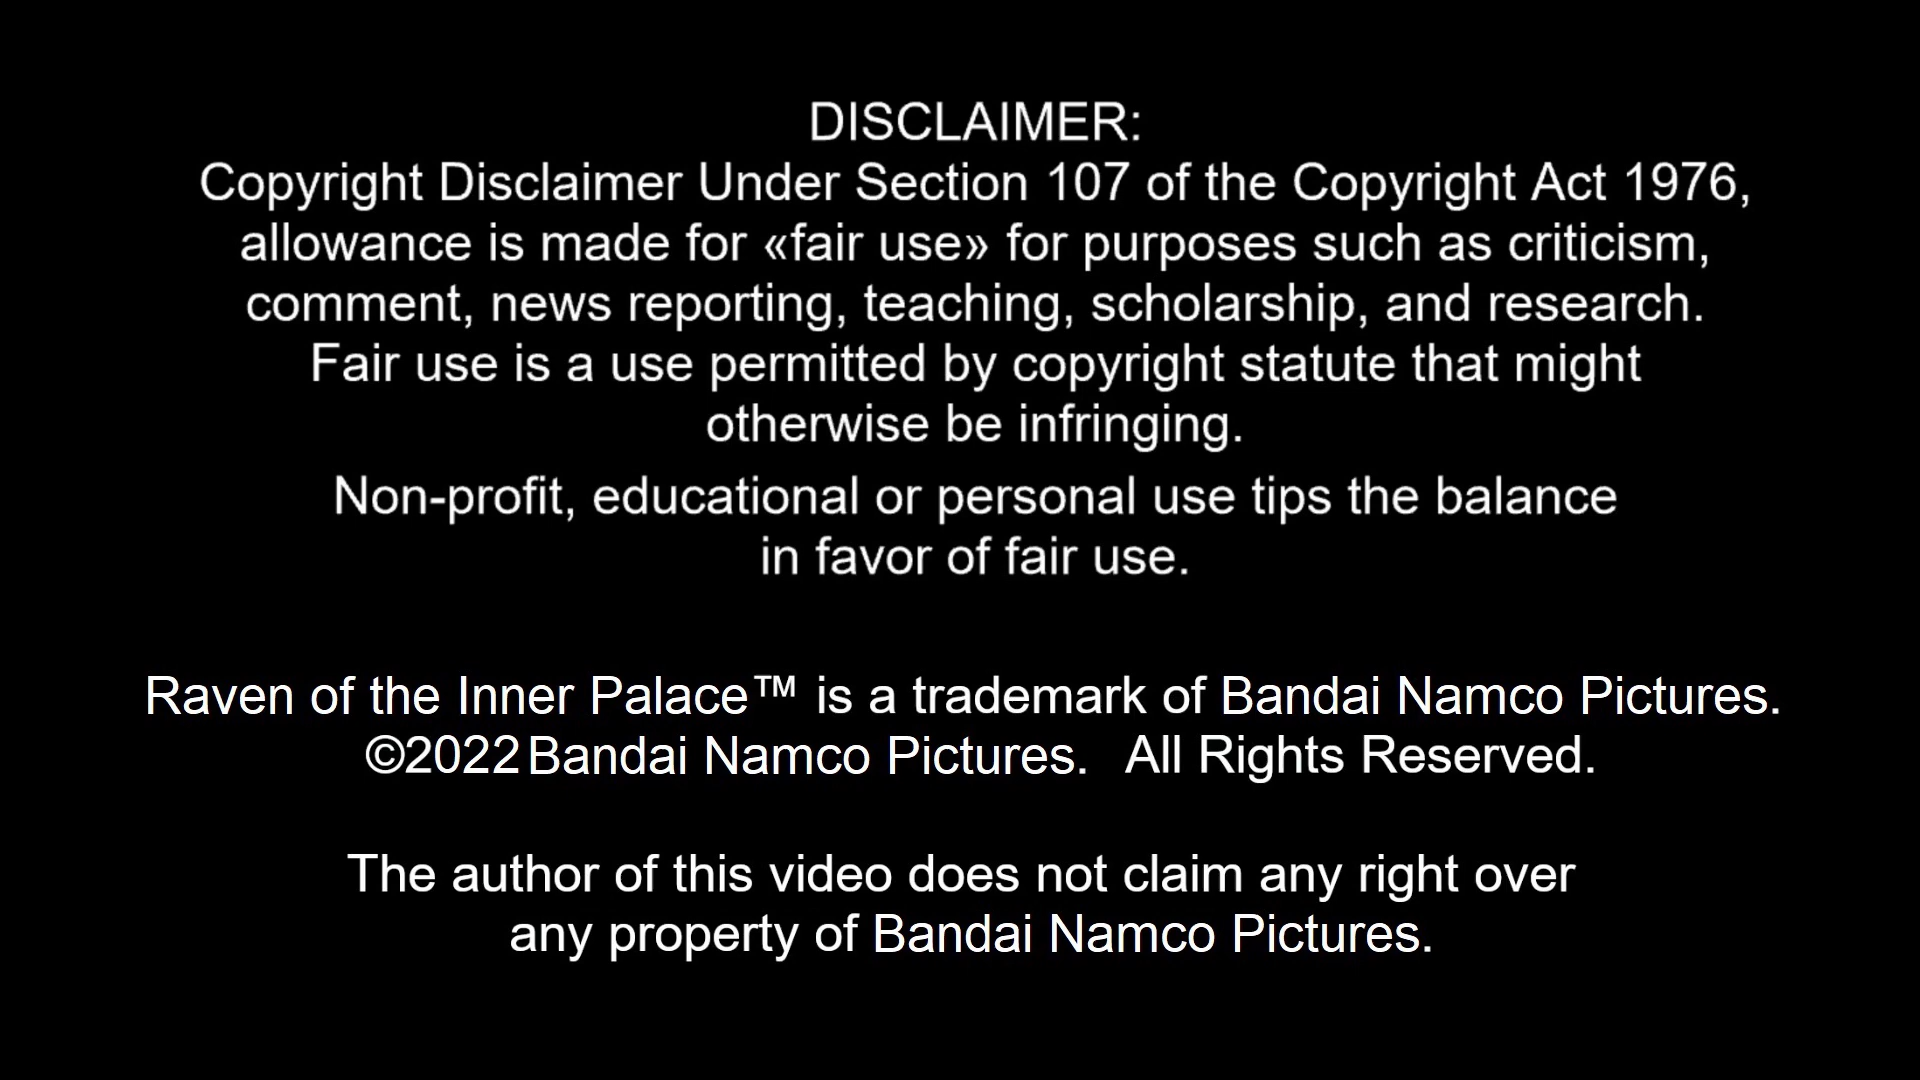 DISCLAIMER:
Copyright Disclaimer Under Section 107 of the Copyright Act 1976,
allowance is made for «fair use» for purposes such as criticism,
comment, news reporting, teaching, scholarship, and research.
Fair use is a use permitted by copyright statute that might
otherwise be infringing.
Non-profit, educational or personal use tips the balance
in favor of fair use.
Raven of the Inner Palace™ is a trademark of Bandai Namco Pictures.
©2022 Bandai Namco Pictures. All Rights Reserved.
The author of this video does not claim any right over
any property of Bandai Namco Pictures.